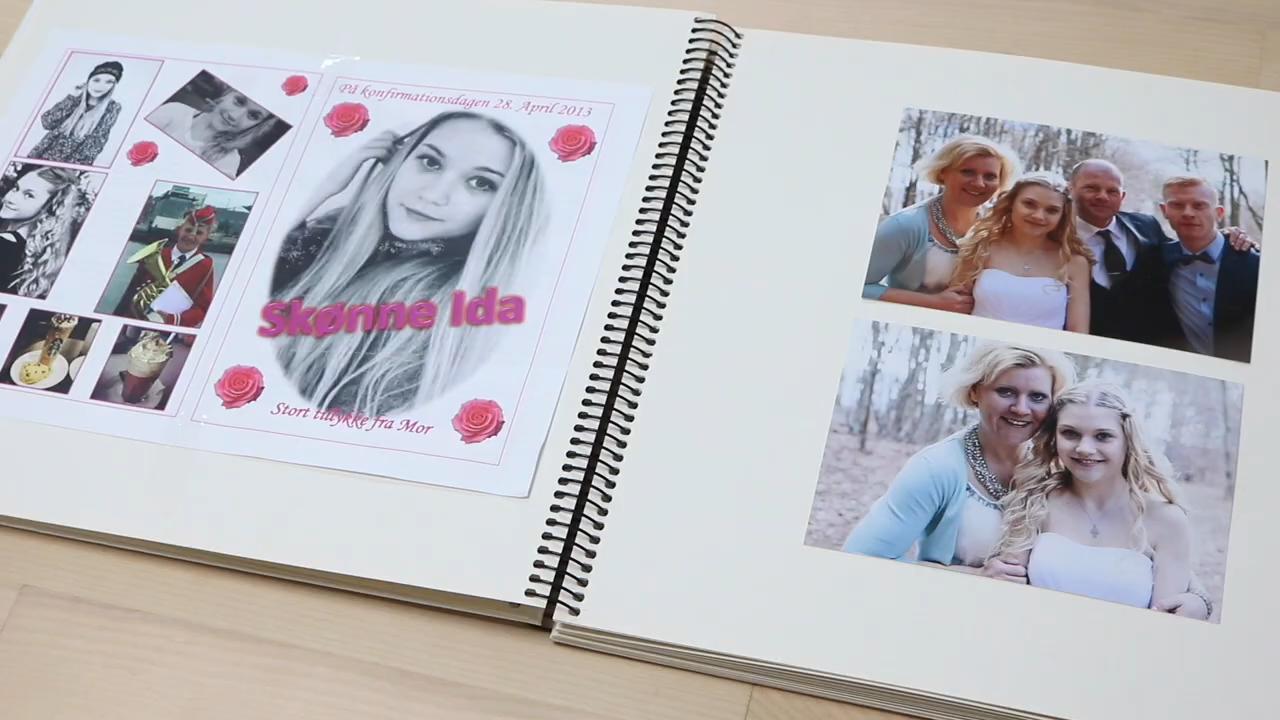 På konfirmationsdagen 28. April 2013
Skønne Ida
Stort tillykke fra Mor